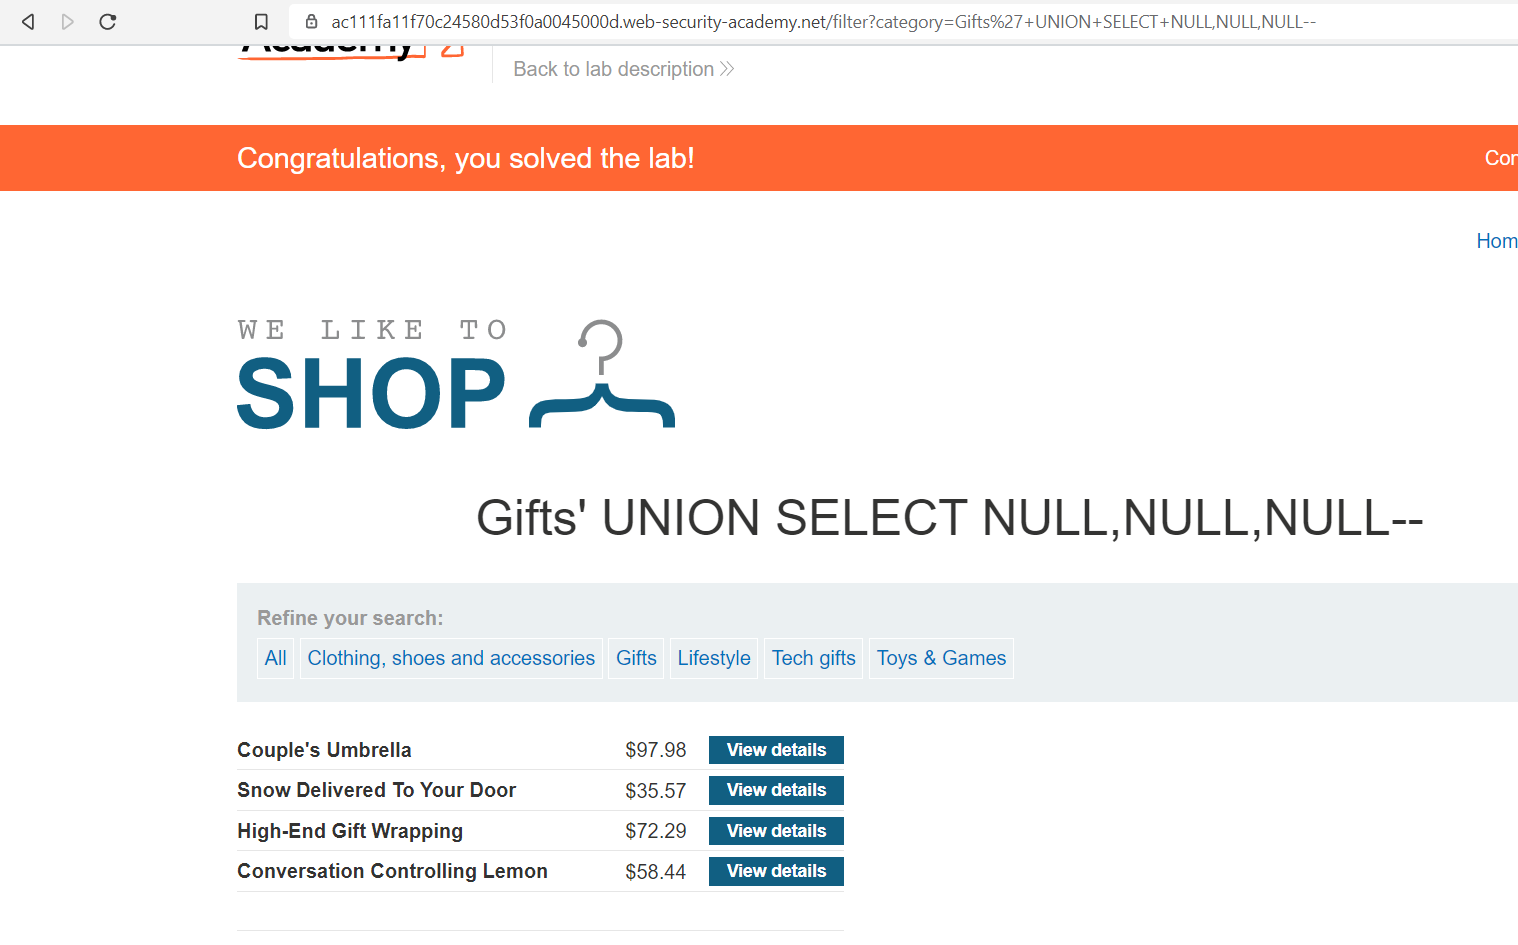 ac111fa11f70c24580d53f0a0045000d.web-security-academy.net/filter?category=Gifts%27+UNION+SELECT+NULL,NULL,NULL--
Academy
Back to lab description
Congratulations, you solved the lab!
Con
Hom
WE LIKE TO
SHOP
Gifts' UNION SELECT NULL,NULL,NULL--
Refine your search:
All Clothing, shoes and accessories Gifts Lifestyle Tech gifts Toys & Games
Couple's Umbrella $97.98 View details
Snow Delivered To Your Door $35.57 View details
High-End Gift Wrapping $72.29 View details
Conversation Controlling Lemon $58.44 View details